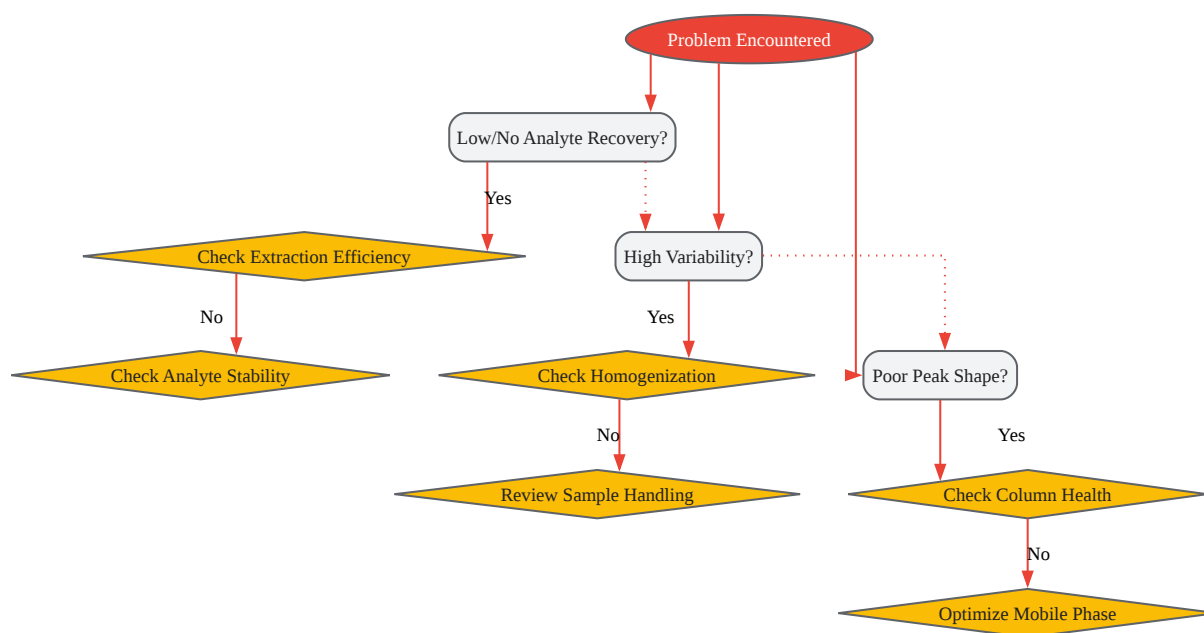 Problem Encountered
Low/No Analyte Recovery?
Yes
Check Extraction Efficiency
High Variability?
No
Yes
Check Analyte Stability
Check Homogenization
Poor Peak Shape?
No
Yes
Review Sample Handling
Check Column Health
No
Optimize Mobile Phase